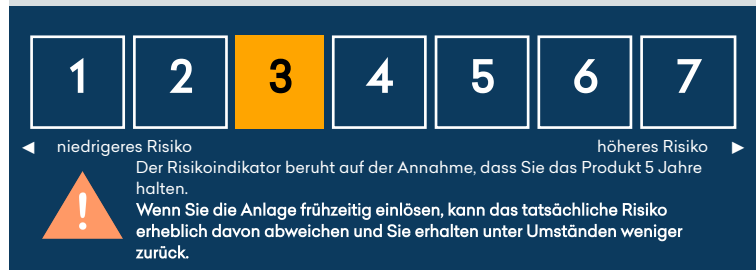 1 2 3 4 5 6 7
◄ niedrigeres Risiko höheres Risiko ►
Der Risikoindikator beruht auf der Annahme, dass Sie das Produkt 5 Jahre
halten.
Wenn Sie die Anlage frühzeitig einlösen, kann das tatsächliche Risiko
erheblich davon abweichen und Sie erhalten unter Umständen weniger
zurück.